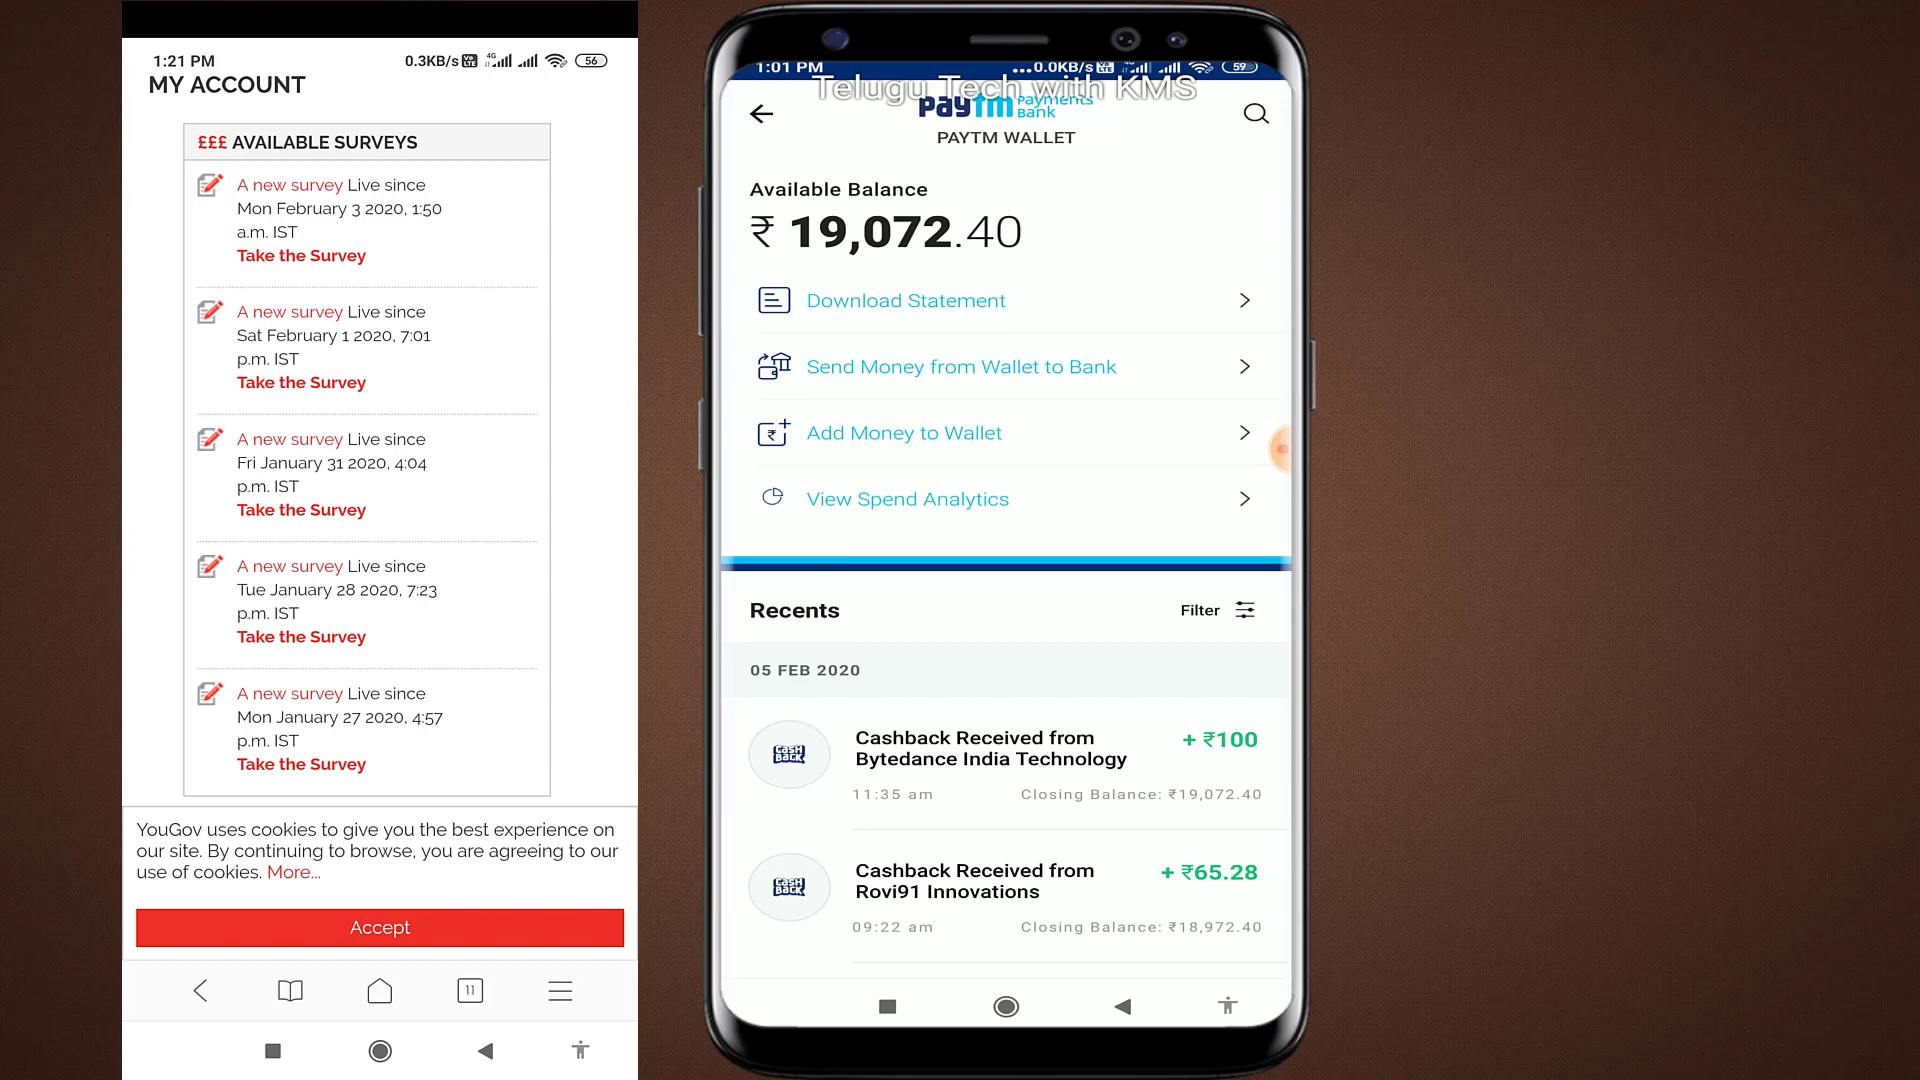 1:21 PM
0.3KB/s
4G
56
MY ACCOUNT
£££ AVAILABLE SURVEYS
A new survey Live since
Mon February 3 2020, 1:50
a.m. IST
Take the Survey
A new survey Live since
Sat February 1 2020, 7:01
p.m. IST
Take the Survey
A new survey Live since
Fri January 31 2020, 4:04
p.m. IST
Take the Survey
A new survey Live since
Tue January 28 2020, 7:23
p.m. IST
Take the Survey
A new survey Live since
Mon January 27 2020, 4:57
p.m. IST
Take the Survey
YouGov uses cookies to give you the best experience on
our site. By continuing to browse, you are agreeing to our
use of cookies. More...
Accept
11
1:01 PM
...0.0KB/s
59
Telugu Tech with KMS
paytm Payments
Bank
PAYTM WALLET
Available Balance
₹ 19,072.40
Download Statement
Send Money from Wallet to Bank
Add Money to Wallet
View Spend Analytics
Recents
Filter
05 FEB 2020
CASH
BACK
Cashback Received from
Bytedance India Technology
+ ₹100
11:35 am
Closing Balance: ₹19,072.40
CASH
BACK
Cashback Received from
Rovi91 Innovations
+ ₹65.28
09:22 am
Closing Balance: ₹18,972.40